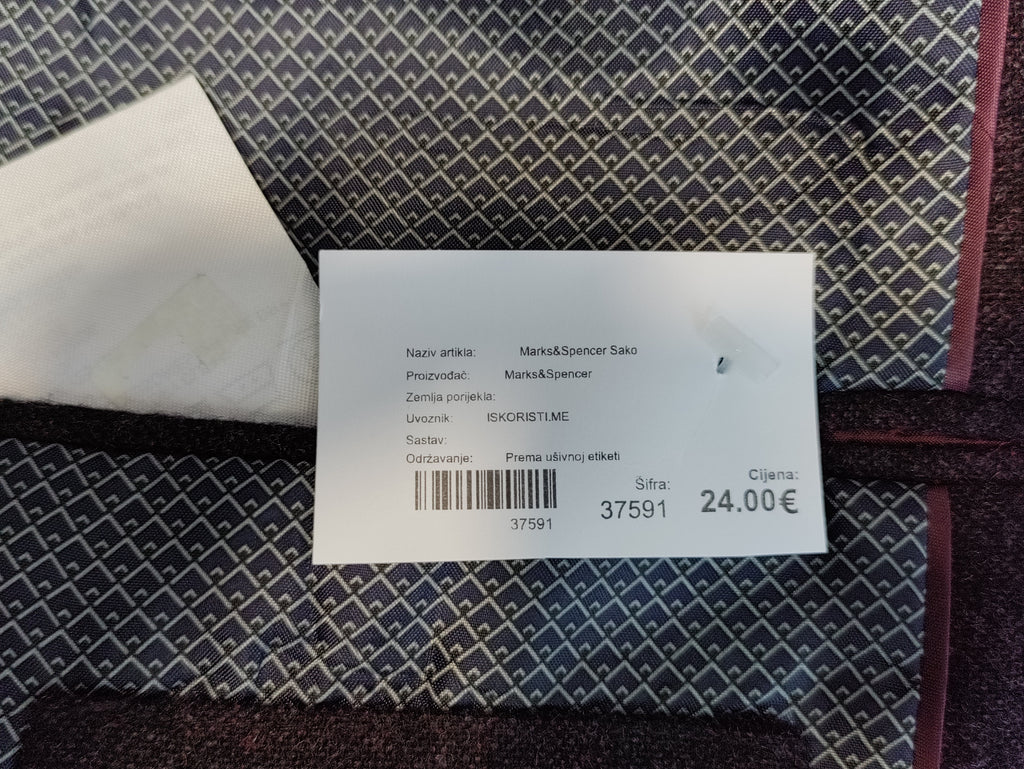 Naziv artikla: Marks&Spencer Sako
Proizvođač: Marks&Spencer
Zemlja porijekla:
Uvoznik: ISKORISTI.ME
Sastav:
Održavanje: Prema ušivnoj etiketi
37591
Šifra:
37591
Cijena:
24.00€